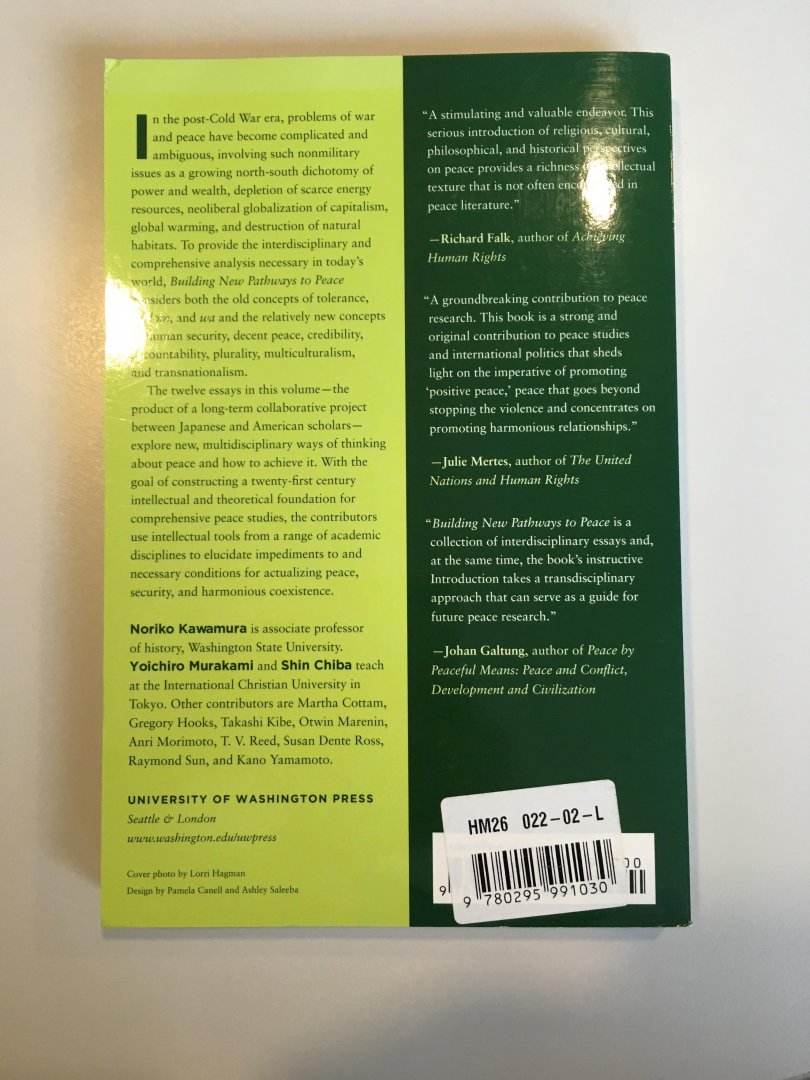 In the post-Cold War era, problems of war
and peace have become complicated and
ambiguous, involving such nonmilitary
issues as a growing north-south dichotomy of
power and wealth, depletion of scarce energy
resources, neoliberal globalization of capitalism,
global warming, and destruction of natural
habitats. To provide the interdisciplinary and
comprehensive analysis necessary in today's
world, Building New Pathways to Peace
considers both the old concepts of tolerance,
and wa and the relatively new concepts
human security, decent peace, credibility,
accountability, plurality, multiculturalism,
and transnationalism.
The twelve essays in this volume—the
product of a long-term collaborative project
between Japanese and American scholars—
explore new, multidisciplinary ways of thinking
about peace and how to achieve it. With the
goal of constructing a twenty-first century
intellectual and theoretical foundation for
comprehensive peace studies, the contributors
use intellectual tools from a range of academic
disciplines to elucidate impediments to and
necessary conditions for actualizing peace,
security, and harmonious coexistence.
Noriko Kawamura is associate professor
of history, Washington State University.
Yoichiro Murakami and Shin Chiba teach
at the International Christian University in
Tokyo. Other contributors are Martha Cottam,
Gregory Hooks, Takashi Kibe, Otwin Marenin,
Anri Morimoto, T. V. Reed, Susan Dente Ross,
Raymond Sun, and Kano Yamamoto.
UNIVERSITY OF WASHINGTON PRESS
Seattle & London
www.washington.edu/uwpress
Cover photo by Lorri Hagman
Design by Pamela Canell and Ashley Saleeba
"A stimulating and valuable endeavor. This
serious introduction of religious, cultural,
philosophical, and historical perspectives
on peace provides a richness of intellectual
texture that is not often encountered in
peace literature."
—Richard Falk, author of Achieving
Human Rights
"A groundbreaking contribution to peace
research. This book is a strong and
original contribution to peace studies
and international politics that sheds
light on the imperative of promoting
'positive peace,' peace that goes beyond
stopping the violence and concentrates on
promoting harmonious relationships."
—Julie Mertes, author of The United
Nations and Human Rights
"Building New Pathways to Peace is a
collection of interdisciplinary essays and,
at the same time, the book's instructive
Introduction takes a transdisciplinary
approach that can serve as a guide for
future peace research."
—Johan Galtung, author of Peace by
Peaceful Means: Peace and Conflict,
Development and Civilization
HM26 022-02-L
9 780295 991030